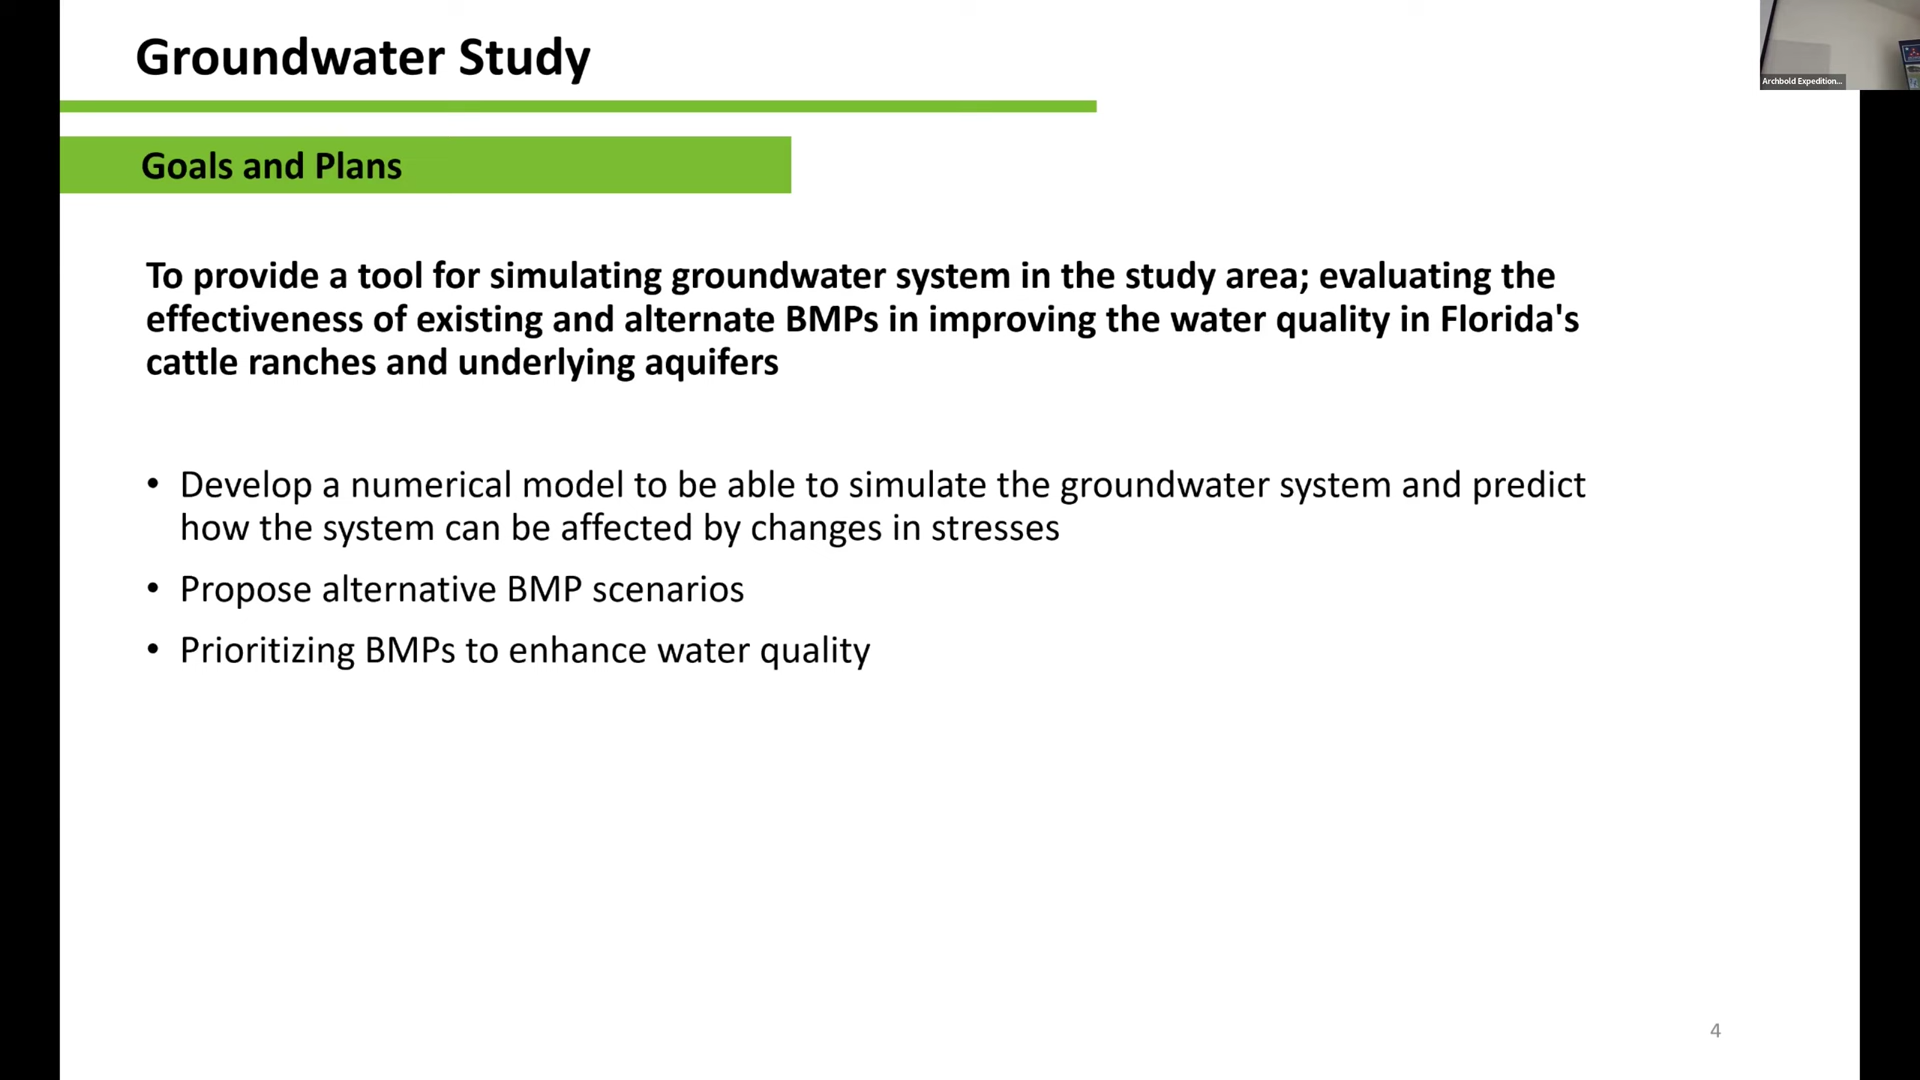 Groundwater Study
Archbold Expedition...
Goals and Plans
To provide a tool for simulating groundwater system in the study area; evaluating the
effectiveness of existing and alternate BMPs in improving the water quality in Florida's
cattle ranches and underlying aquifers
• Develop a numerical model to be able to simulate the groundwater system and predict
how the system can be affected by changes in stresses
• Propose alternative BMP scenarios
• Prioritizing BMPs to enhance water quality
4